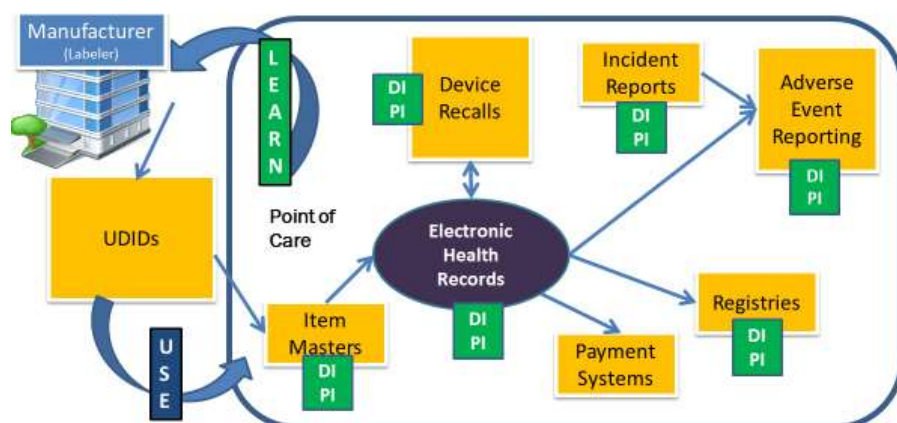 Manufacturer
(Labeler)
L
E
A
R
N
DI
PI
Device
Recalls
Incident
Reports
DI
PI
Adverse
Event
Reporting
DI
PI
UDIDs
Point of
Care
Electronic
Health
Records
DI
PI
Item
Masters
DI
PI
Registries
DI
PI
Payment
Systems
U
S
E